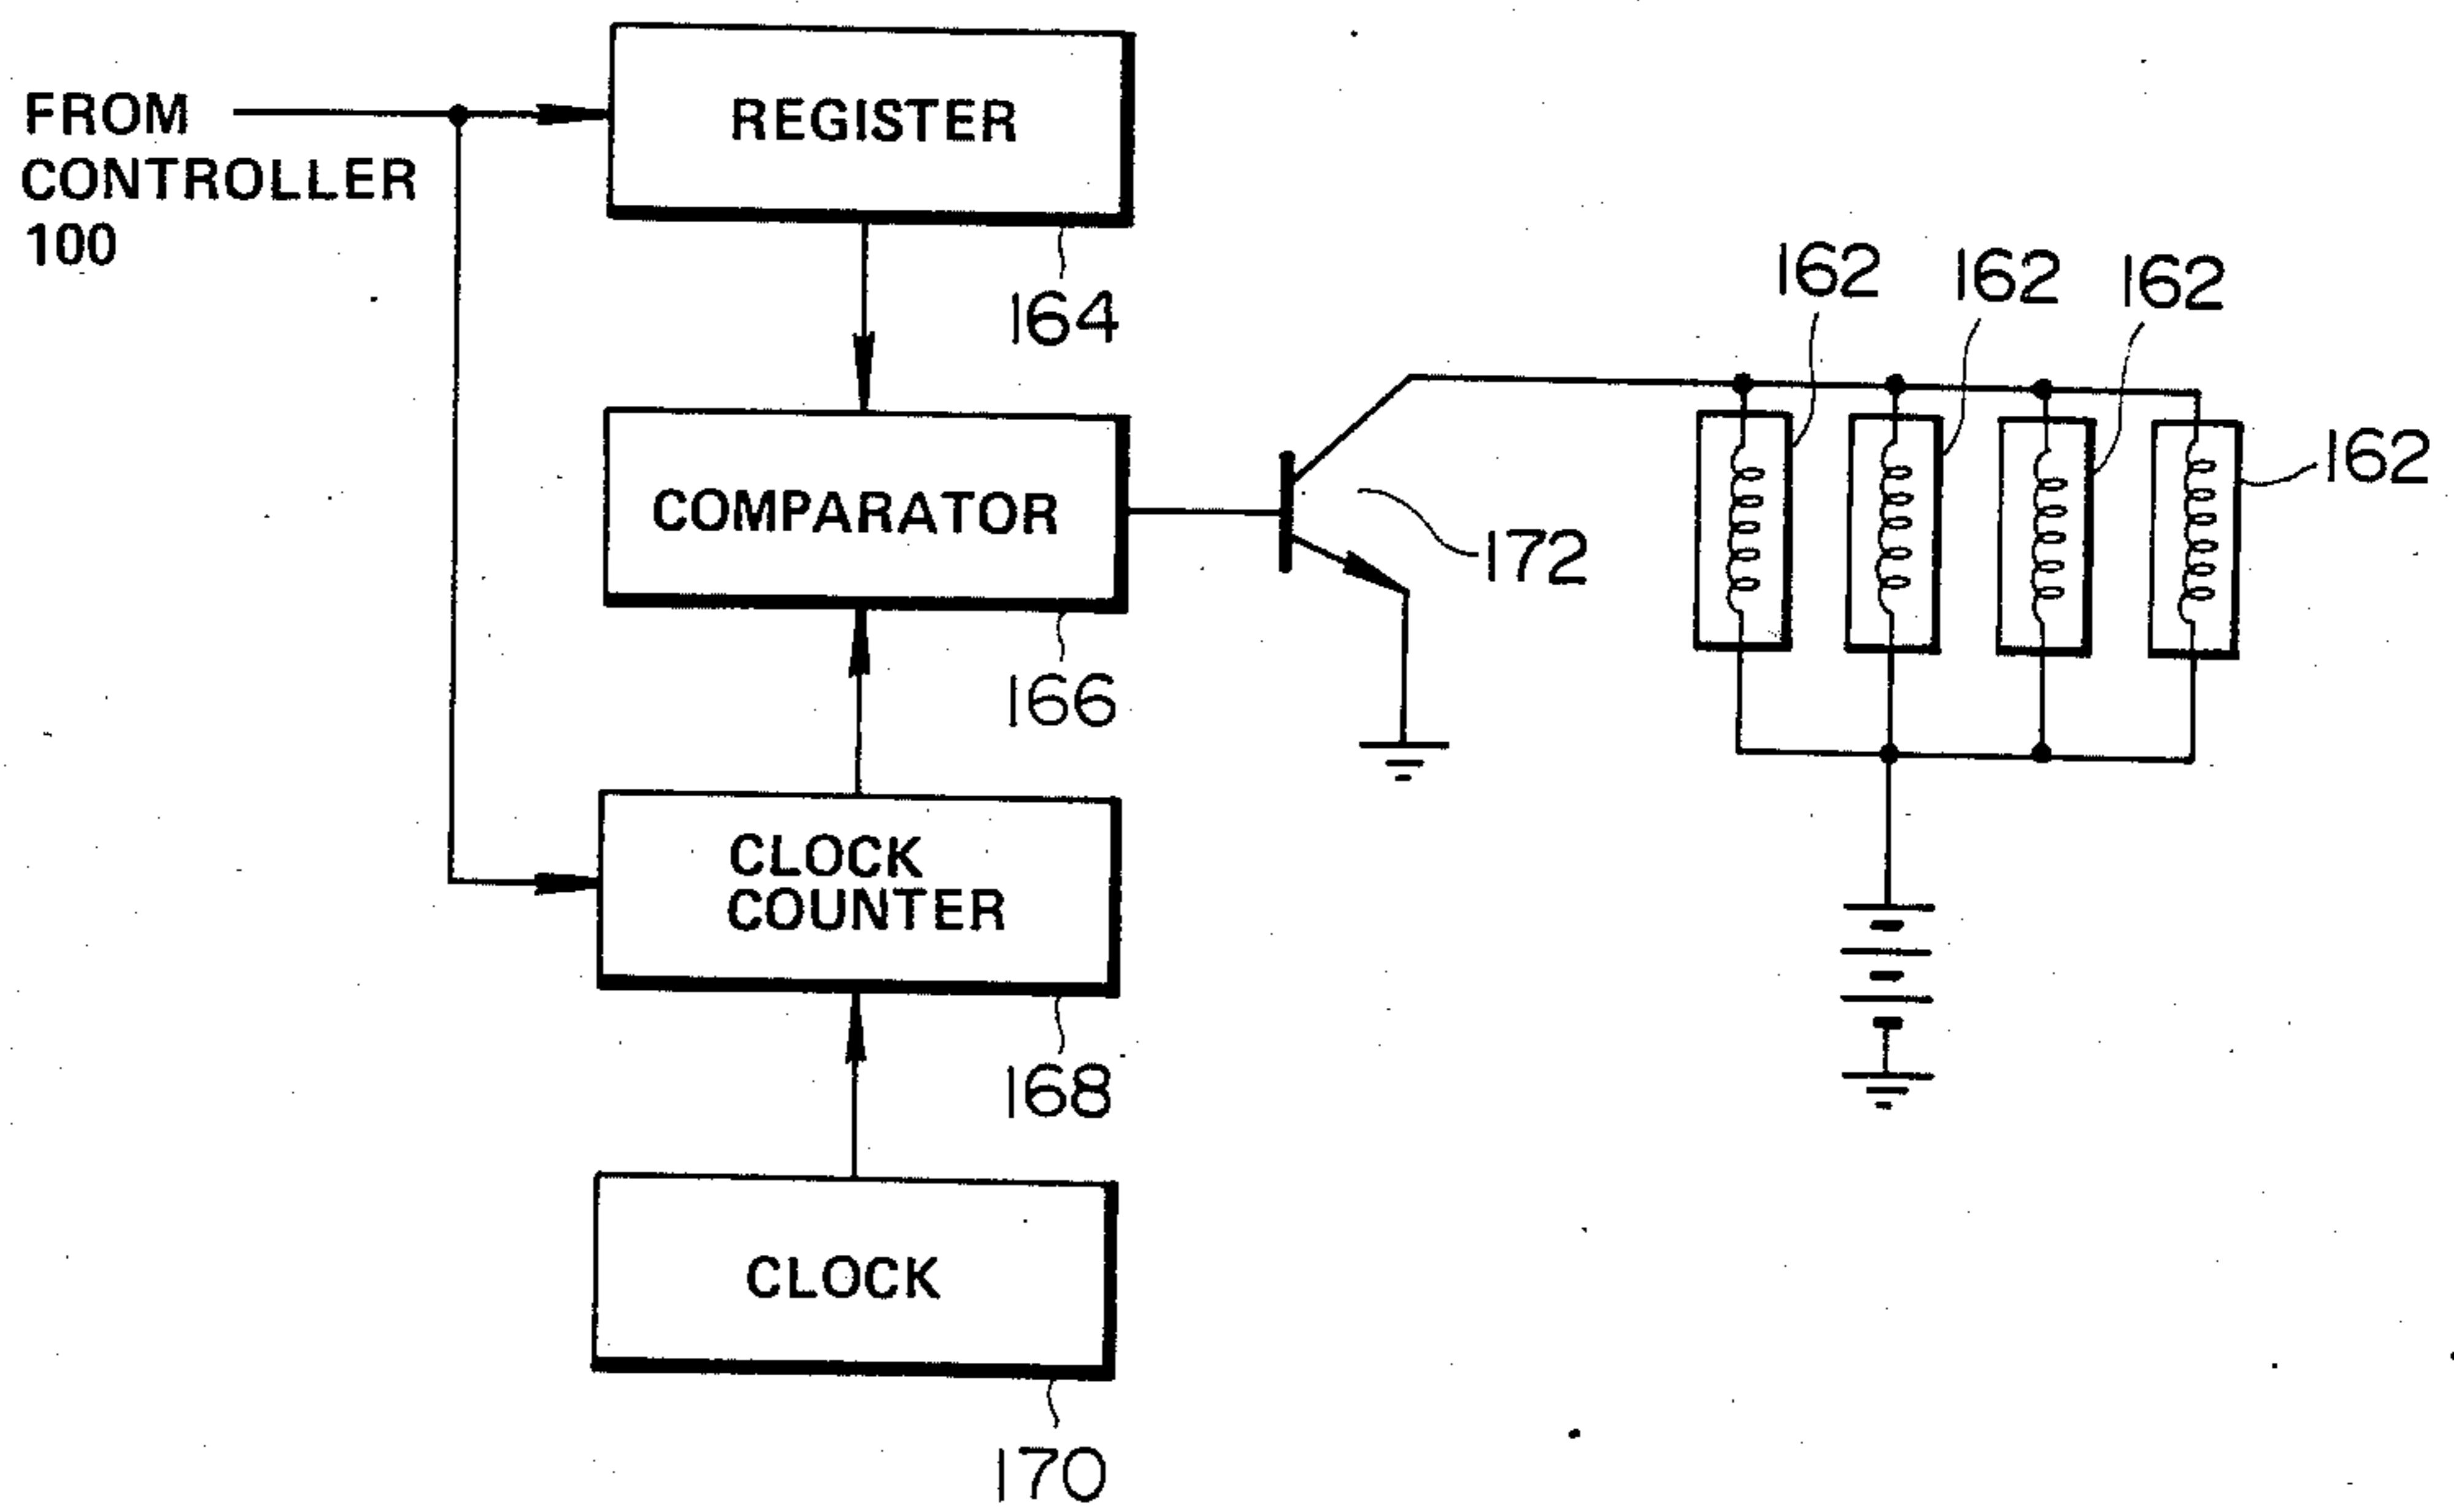 FROM
CONTROLLER
100
REGISTER
164
162
162
162
162
COMPARATOR
172
166
CLOCK
COUNTER
168
CLOCK
170